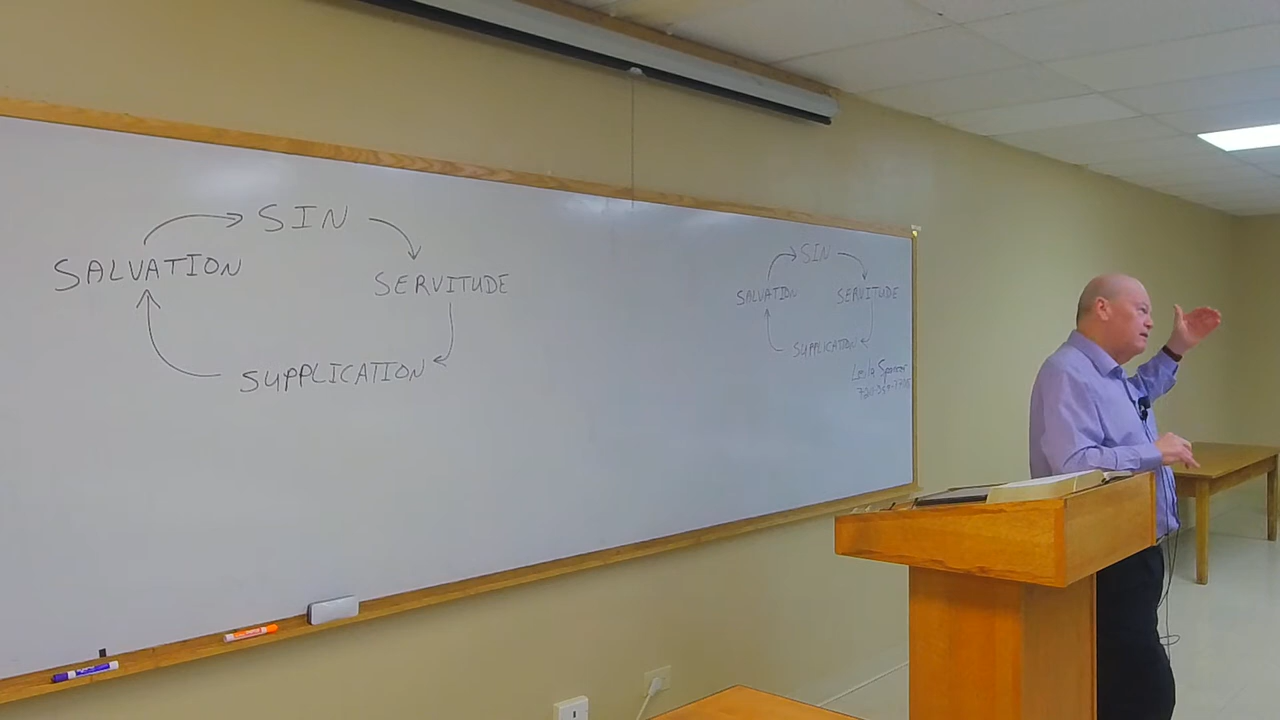 SIN
SALVATION
SERVITUDE
SUPPLICATION
SIN
SALVATION
SERVITUDE
SUPPLICATION